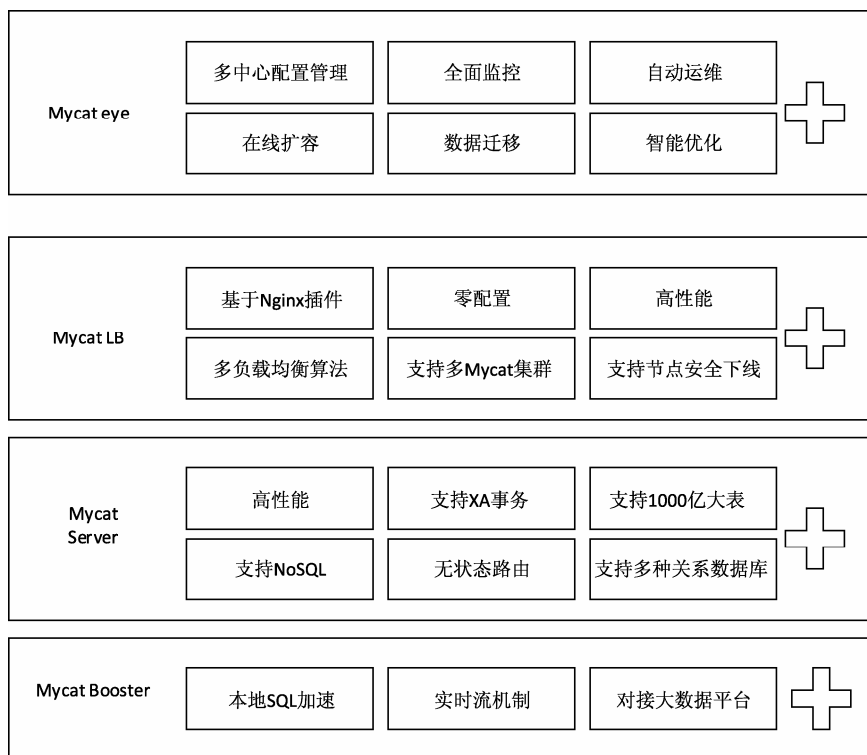 Mycat eye
多中心配置管理
全面监控
自动运维
在线扩容
数据迁移
智能优化
Mycat LB
基于Nginx插件
零配置
高性能
多负载均衡算法
支持多Mycat集群
支持节点安全下线
Mycat
Server
高性能
支持XA事务
支持1000亿大表
支持NoSQL
无状态路由
支持多种关系数据库
Mycat Booster
本地SQL加速
实时流机制
对接大数据平台